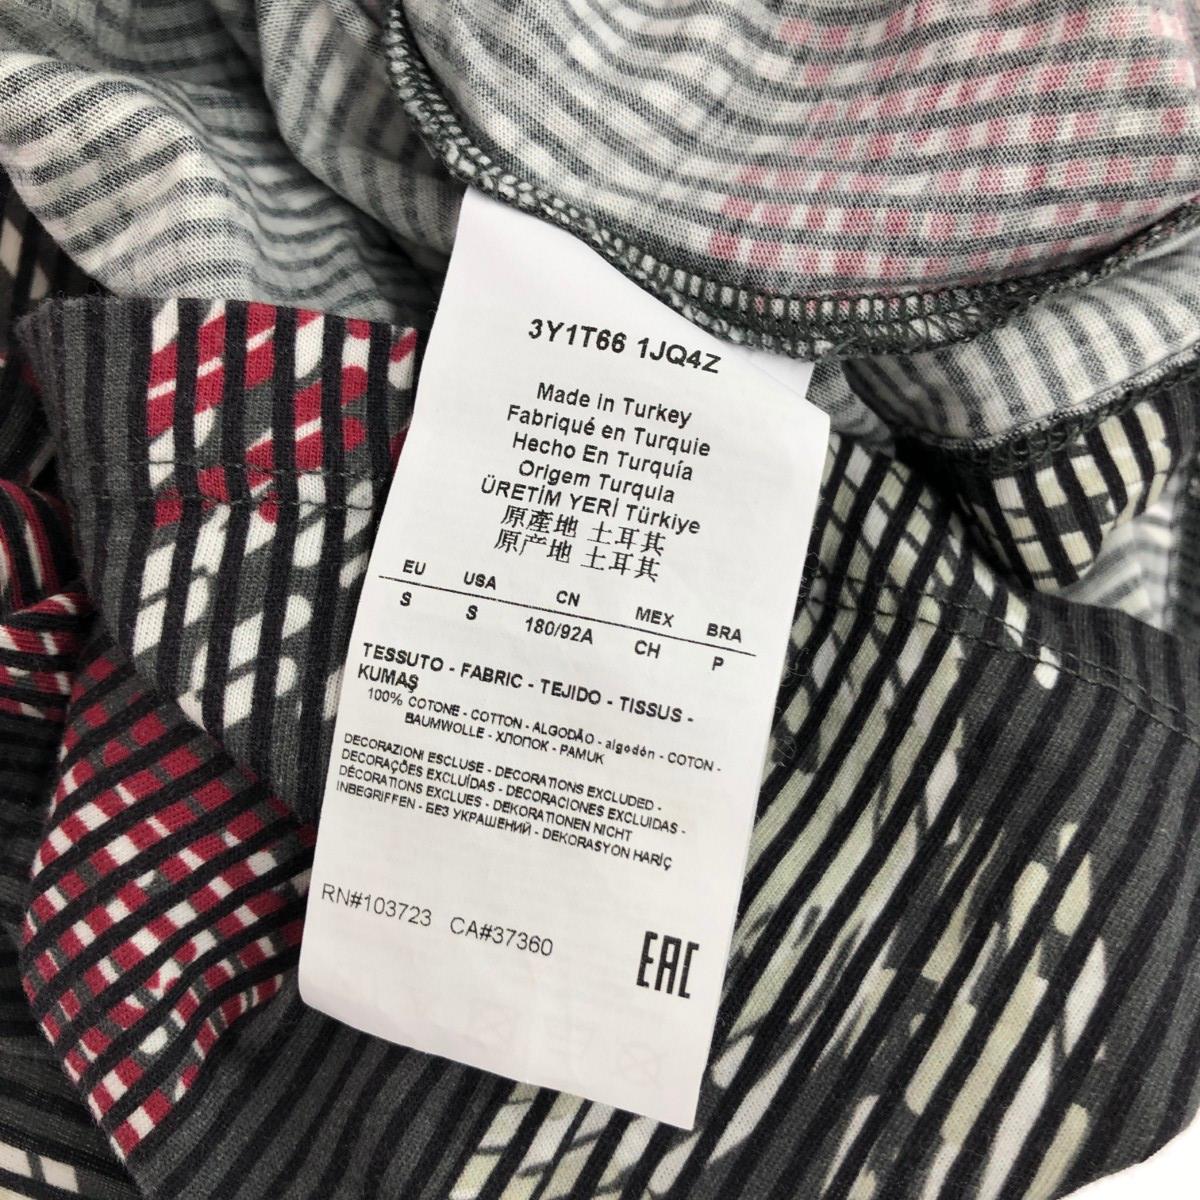 3Y1T66 1JQ4Z
Made in Turkey
Fabriqué en Turquie
Hecho En Turquía
Origem Turquia
ÜRETİM YERİ Türkiye
原產地 土耳其
原产地 土耳其
EU USA CN MEX BRA
S S 180/92A CH P
TESSUTO - FABRIC - TEJIDO - TISSUS -
KUMAŞ
100% COTONE - COTTON - ALGODÃO - algodón - COTON -
BAUMWOLLE - ХЛОПОК - PAMUK
DECORAZIONI ESCLUSE - DECORATIONS EXCLUDED -
DECORAÇÕES EXCLUÍDAS - DECORACIONES EXCLUIDAS -
DÉCORATIONS EXCLUES - DEKORATIONEN NICHT
INBEGRIFFEN - БЕЗ УКРАШЕНИЙ - DEKORASYON HARİÇ
RN#103723 CA#37360
EAC